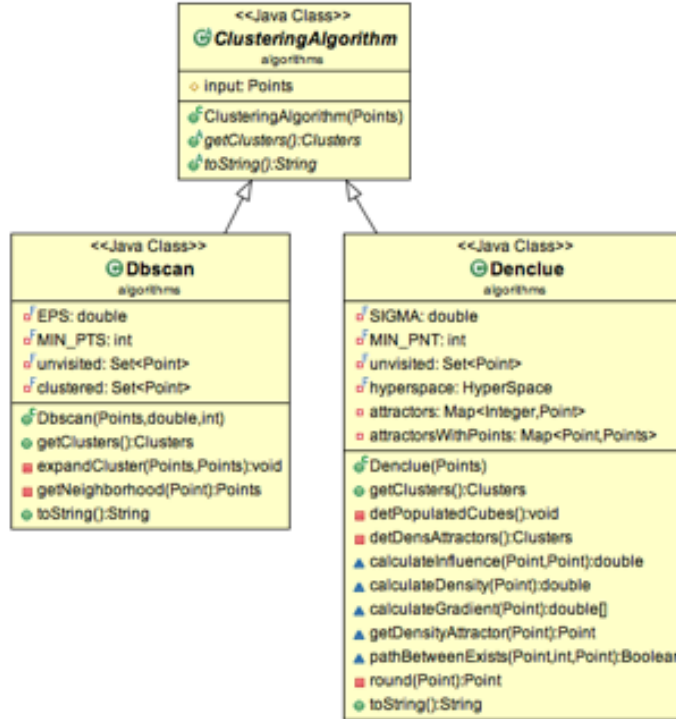 <<Java Class>>
ClusteringAlgorithm
algorithms
input: Points
ClusteringAlgorithm(Points)
getClusters():Clusters
toString():String
<<Java Class>>
Dbscan
algorithms
EPS: double
MIN_PTS: int
unvisited: Set<Point>
clustered: Set<Point>
Dbscan(Points,double,int)
getClusters():Clusters
expandCluster(Points,Points):void
getNeighborhood(Point):Points
toString():String
<<Java Class>>
Denclue
algorithms
SIGMA: double
MIN_PNT: int
unvisited: Set<Point>
hyperspace: HyperSpace
attractors: Map<Integer,Point>
attractorsWithPoints: Map<Point,Points>
Denclue(Points)
getClusters():Clusters
detPopulatedCubes():void
detDensAttractors():Clusters
calculateInfluence(Point,Point):double
calculateDensity(Point):double
calculateGradient(Point):double[]
getDensityAttractor(Point):Point
pathBetweenExists(Point,int,Point):Boolean
round(Point):Point
toString():String